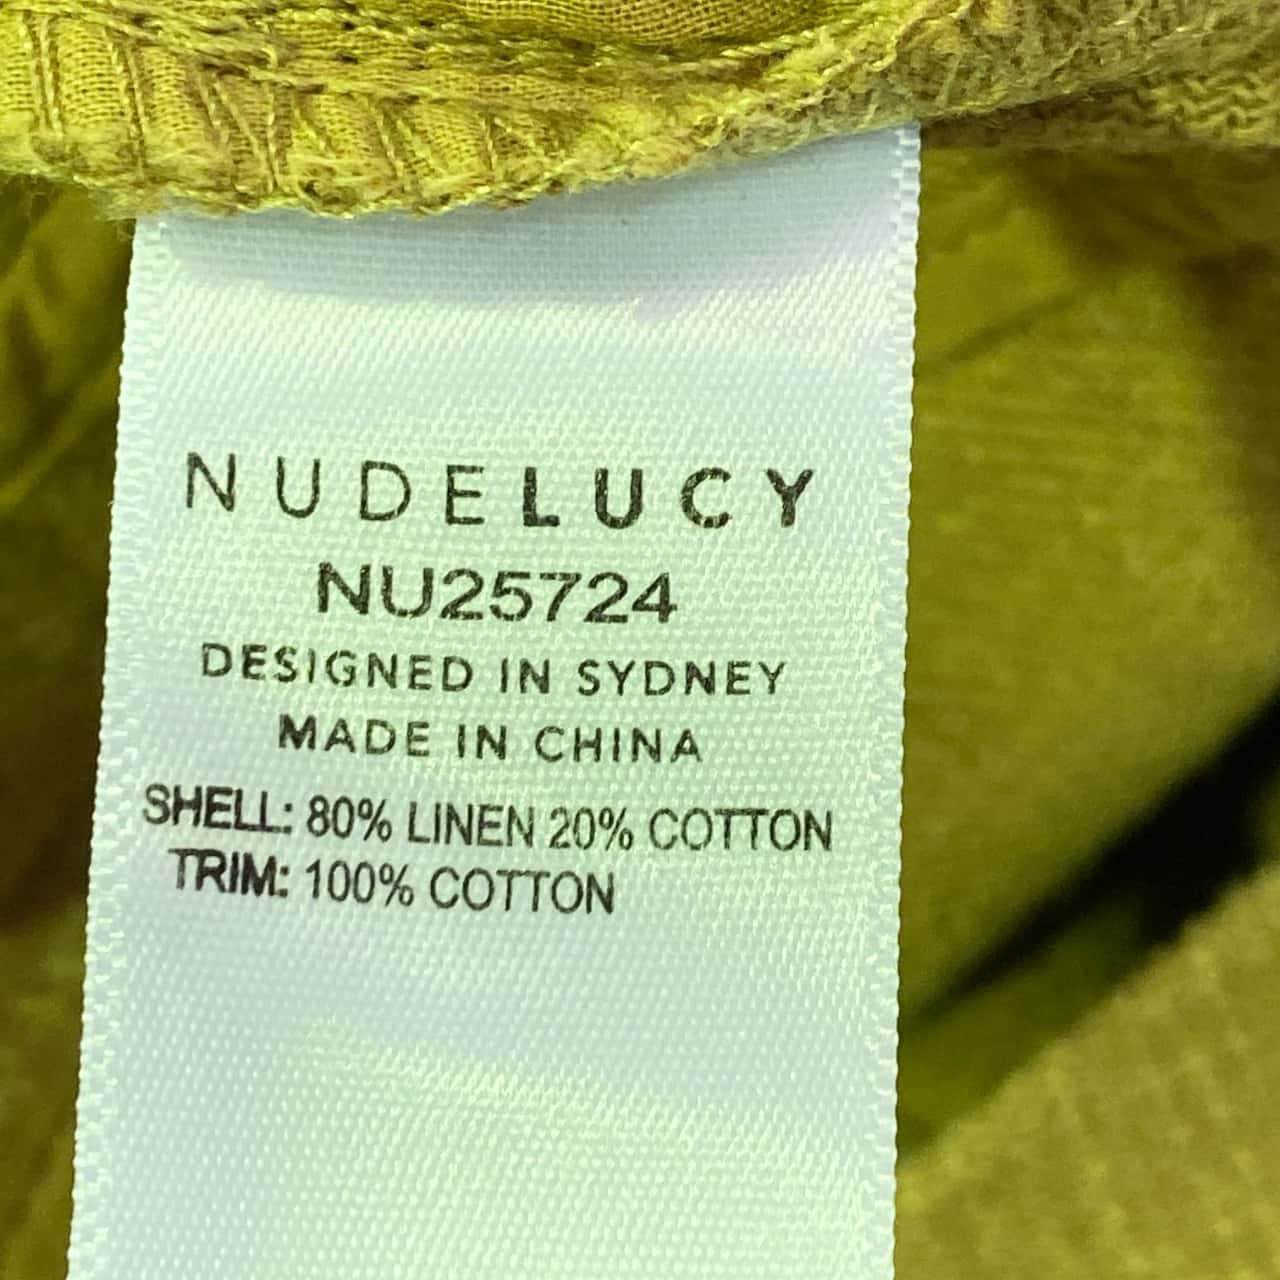 NUDELUCY
NU25724
DESIGNED IN SYDNEY
MADE IN CHINA
SHELL: 80% LINEN 20% COTTON
TRIM: 100% COTTON